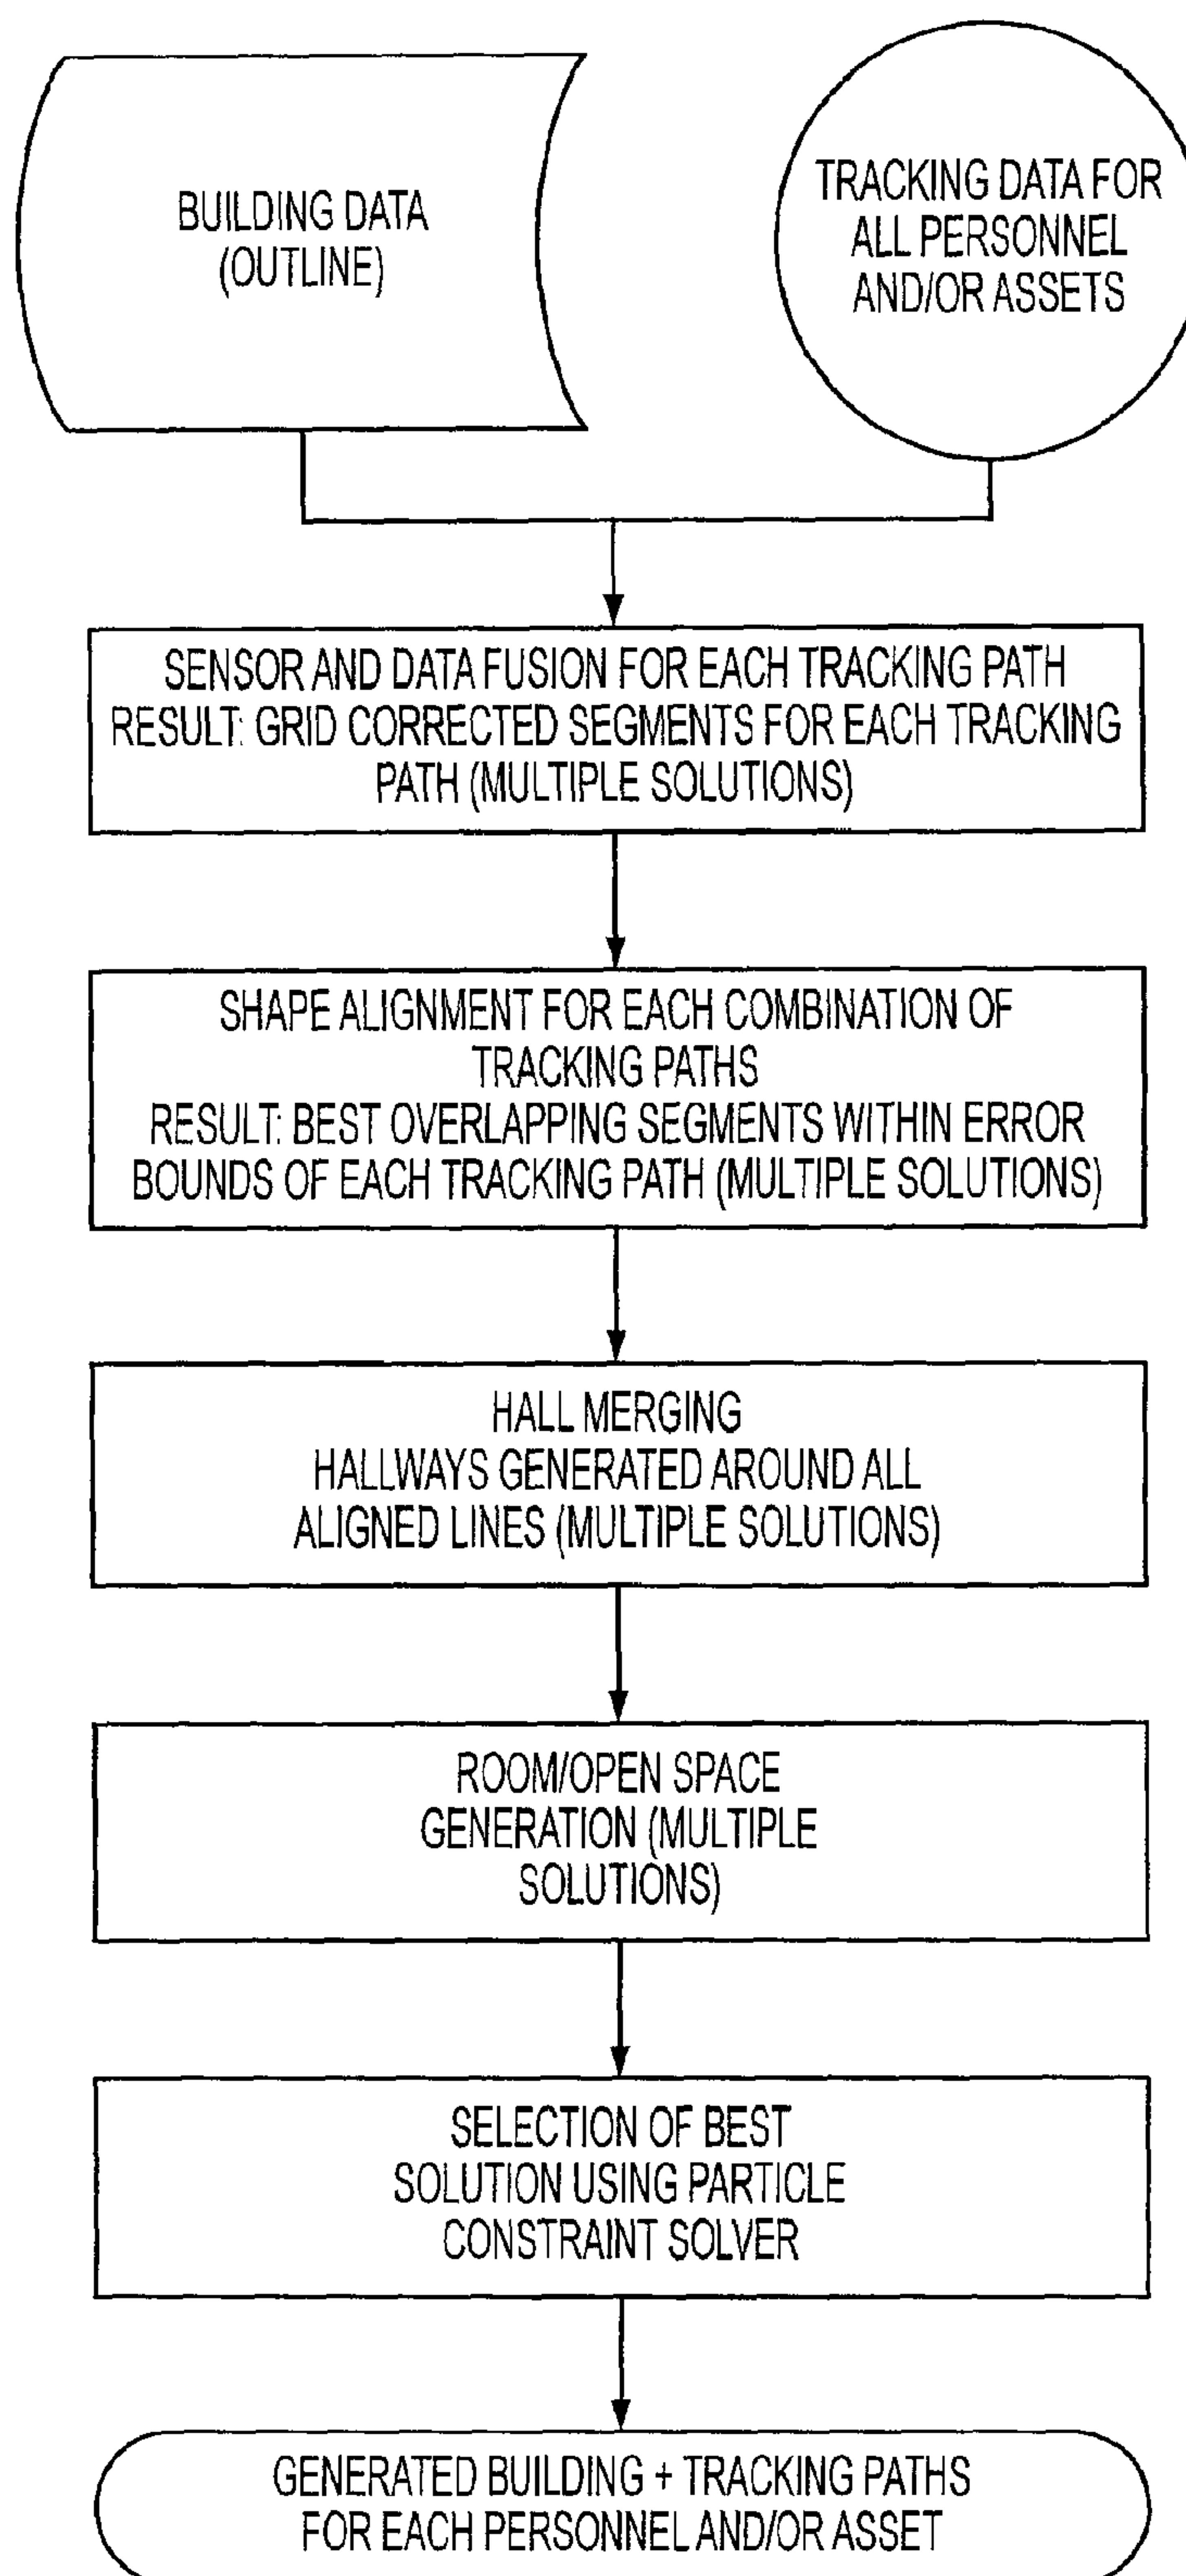 BUILDING DATA
(OUTLINE)
TRACKING DATA FOR
ALL PERSONNEL
AND/OR ASSETS
SENSOR AND DATA FUSION FOR EACH TRACKING PATH
RESULT: GRID CORRECTED SEGMENTS FOR EACH TRACKING
PATH (MULTIPLE SOLUTIONS)
SHAPE ALIGNMENT FOR EACH COMBINATION OF
TRACKING PATHS
RESULT: BEST OVERLAPPING SEGMENTS WITHIN ERROR
BOUNDS OF EACH TRACKING PATH (MULTIPLE SOLUTIONS)
HALL MERGING
HALLWAYS GENERATED AROUND ALL
ALIGNED LINES (MULTIPLE SOLUTIONS)
ROOM/OPEN SPACE
GENERATION (MULTIPLE
SOLUTIONS)
SELECTION OF BEST
SOLUTION USING PARTICLE
CONSTRAINT SOLVER
GENERATED BUILDING + TRACKING PATHS
FOR EACH PERSONNEL AND/OR ASSET